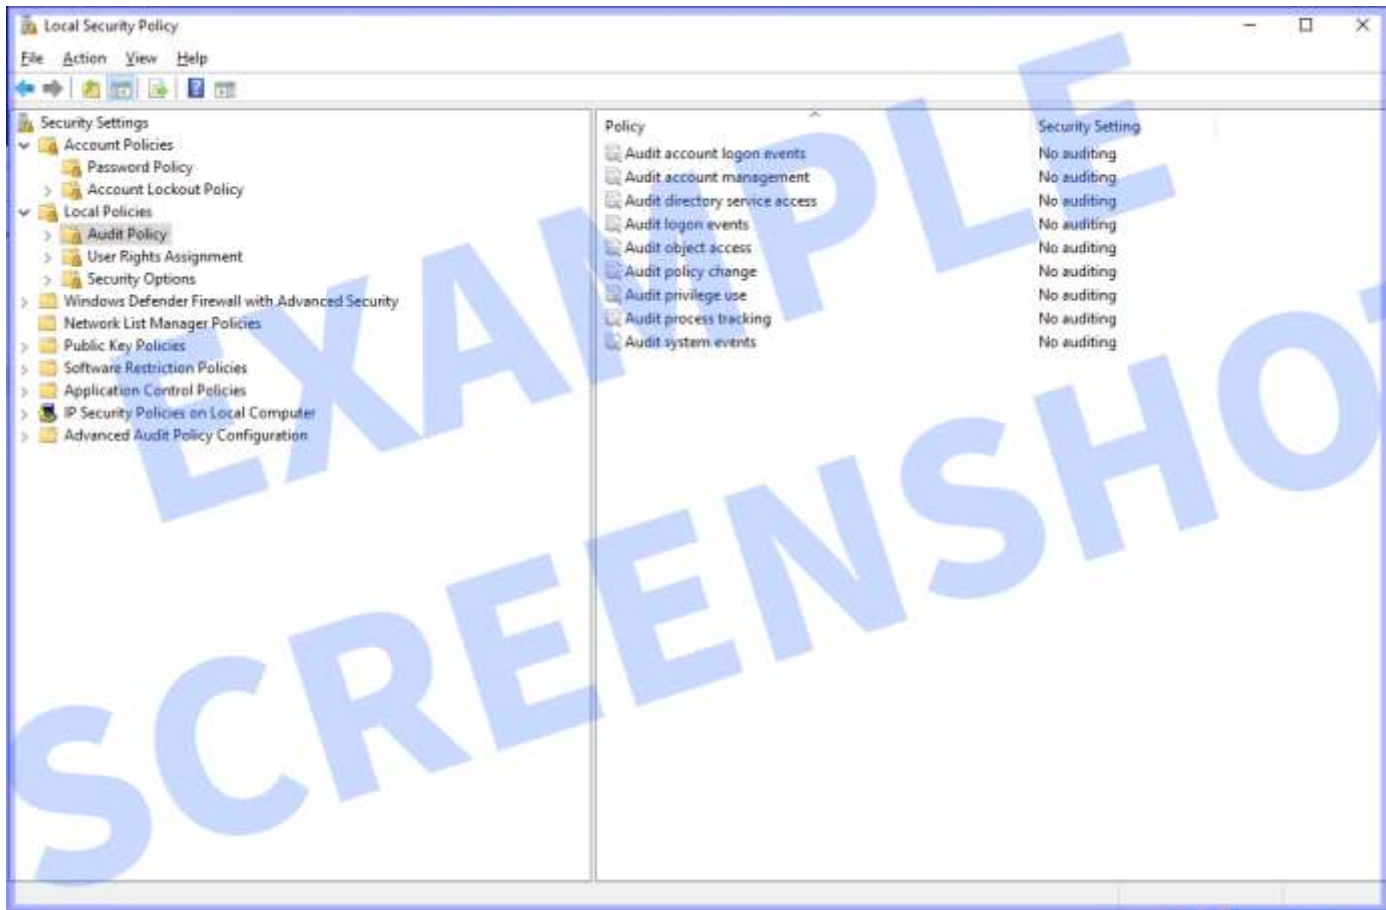 Local Security Policy
File Action View Help
Security Settings
Account Policies
Password Policy
Account Lockout Policy
Local Policies
Audit Policy
User Rights Assignment
Security Options
Windows Defender Firewall with Advanced Security
Network List Manager Policies
Public Key Policies
Software Restriction Policies
Application Control Policies
IP Security Policies on Local Computer
Advanced Audit Policy Configuration
Policy Security Setting
Audit account logon events No auditing
Audit account management No auditing
Audit directory service access No auditing
Audit logon events No auditing
Audit object access No auditing
Audit policy change No auditing
Audit privilege use No auditing
Audit process tracking No auditing
Audit system events No auditing
EXAMPLE
SCREENSHOT